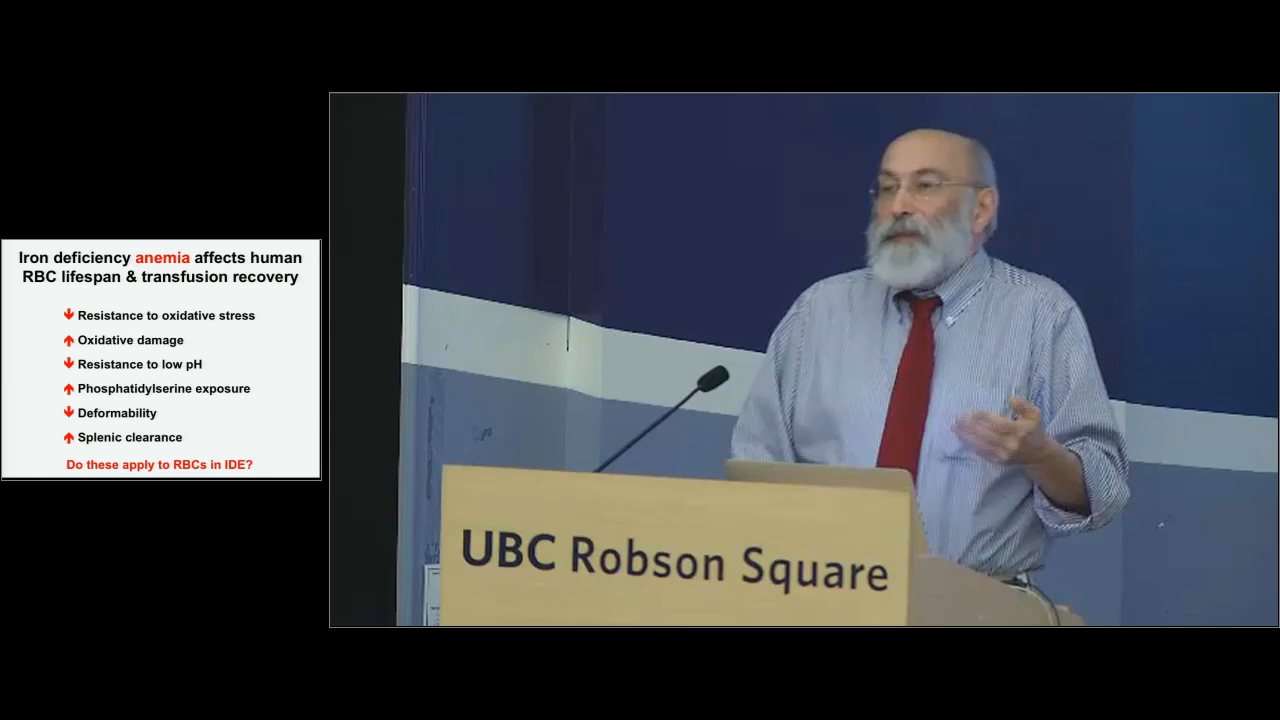 Iron deficiency anemia affects human
RBC lifespan & transfusion recovery
Resistance to oxidative stress
Oxidative damage
Resistance to low pH
Phosphatidylserine exposure
Deformability
Splenic clearance
Do these apply to RBCs in IDE?
UBC Robson Square